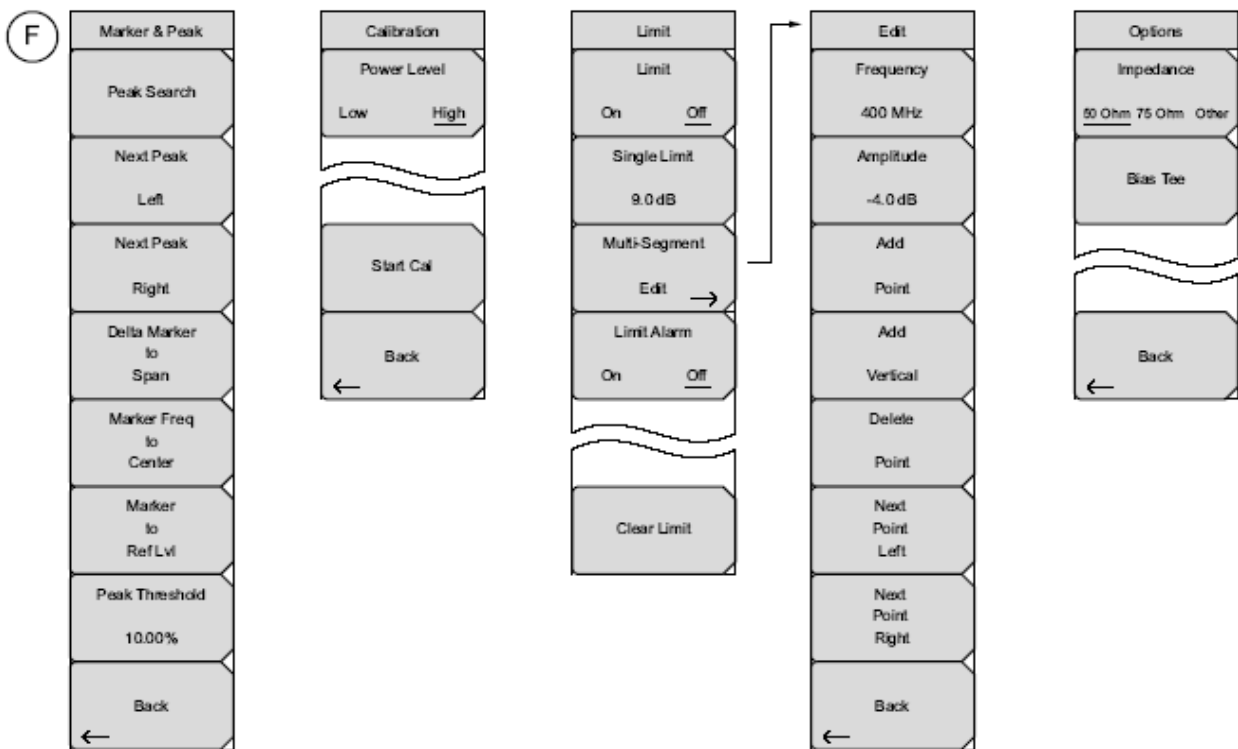 F
Marker & Peak
Peak Search
Next Peak
Left
Next Peak
Right
Delta Marker
to
Span
Marker Freq
to
Center
Marker
to
Ref Lvl
Peak Threshold
10.00%
Back
Calibration
Power Level
Low High
Start Cal
Back
Limit
Limit
On Off
Single Limit
9.0 dB
Multi-Segment
Edit
Limit Alarm
On Off
Clear Limit
Edit
Frequency
400 MHz
Amplitude
-4.0 dB
Add
Point
Add
Vertical
Delete
Point
Next
Point
Left
Next
Point
Right
Back
Options
Impedance
50 Ohm 75 Ohm Other
Bias Tee
Back